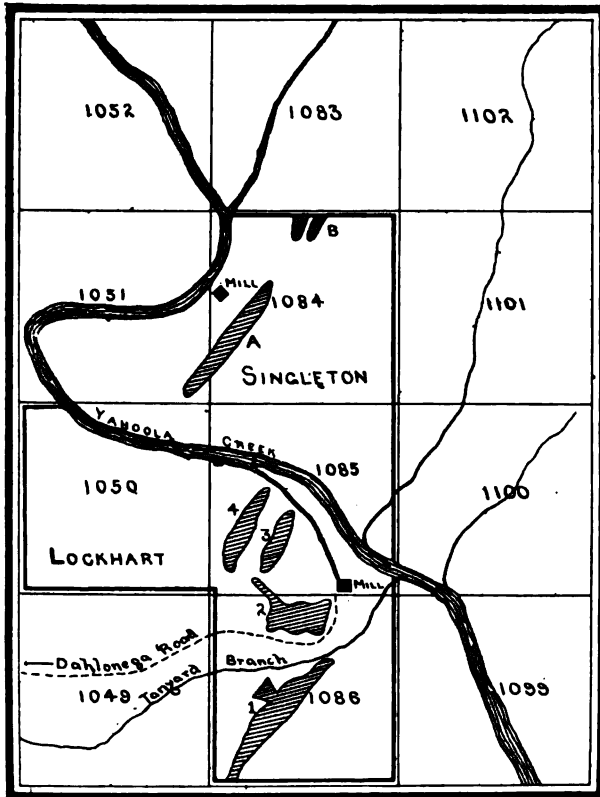 1052
1083
1102
B
MILL
1051
1084
1101
A
SINGLETON
YAHOOLA CREEK
1085
1050
1100
4
3
LOCKHART
MILL
2
Dahlonega Road
Tanyard Branch
1049
1
1086
1099